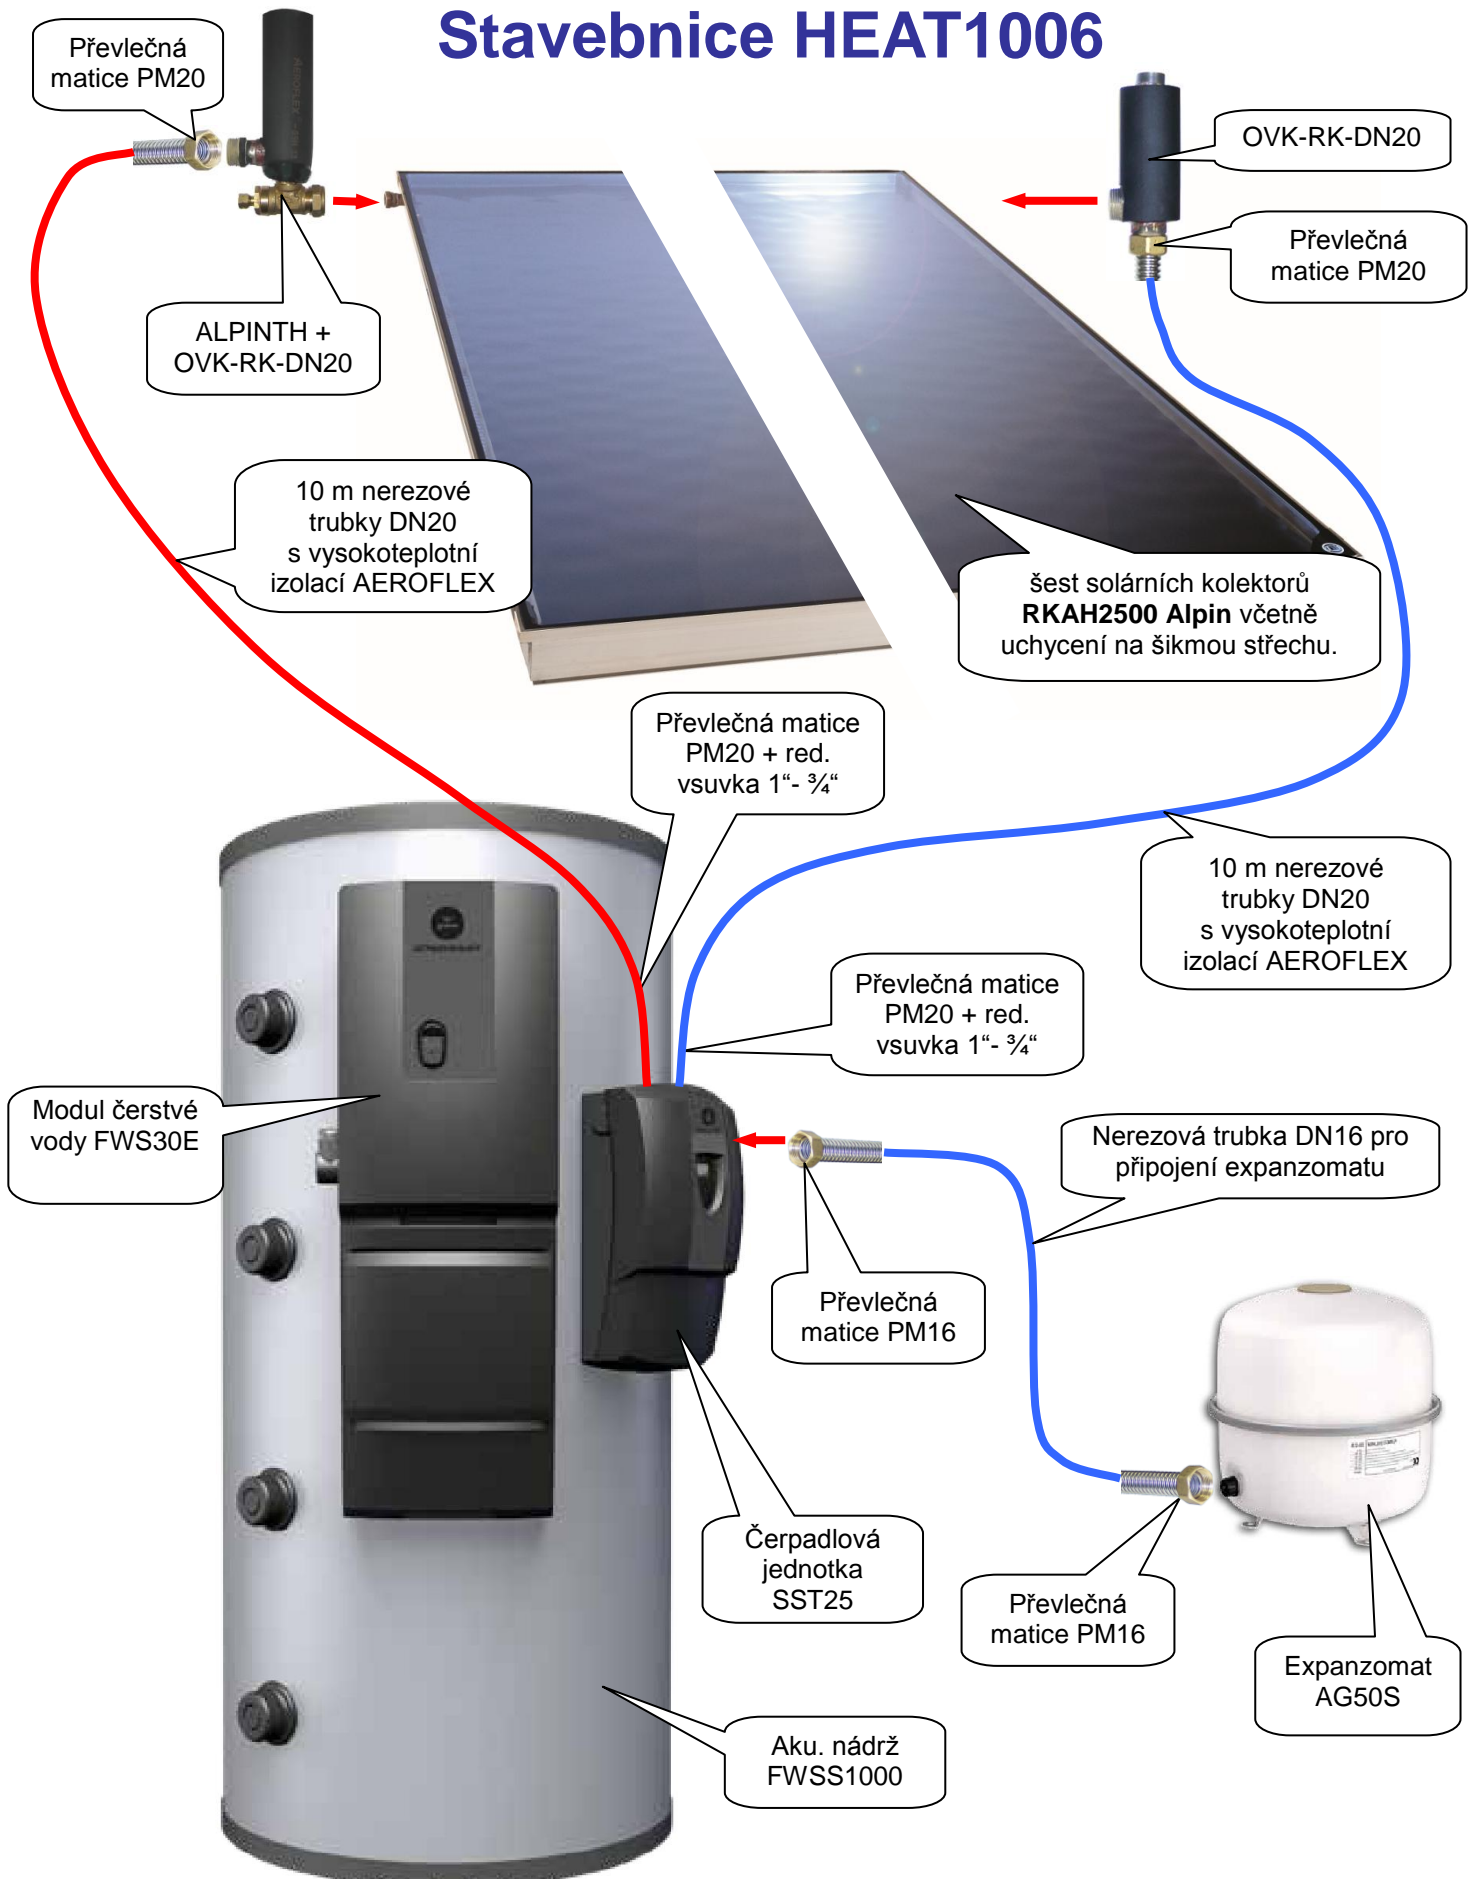 Stavebnice HEAT1006
Převlečná
matice PM20
OVK-RK-DN20
Převlečná
matice PM20
ALPINTH +
OVK-RK-DN20
10 m nerezové
trubky DN20
s vysokoteplotní
izolací AEROFLEX
šest solárních kolektorů
RKAH2500 Alpin včetně
uchycení na šikmou střechu.
Převlečná matice
PM20 + red.
vsuvka 1“- ¾“
10 m nerezové
trubky DN20
s vysokoteplotní
izolací AEROFLEX
Převlečná matice
PM20 + red.
vsuvka 1“- ¾“
Modul čerstvé
vody FWS30E
Nerezová trubka DN16 pro
připojení expanzomatu
Převlečná
matice PM16
Čerpadlová
jednotka
SST25
Převlečná
matice PM16
Expanzomat
AG50S
Aku. nádrž
FWSS1000